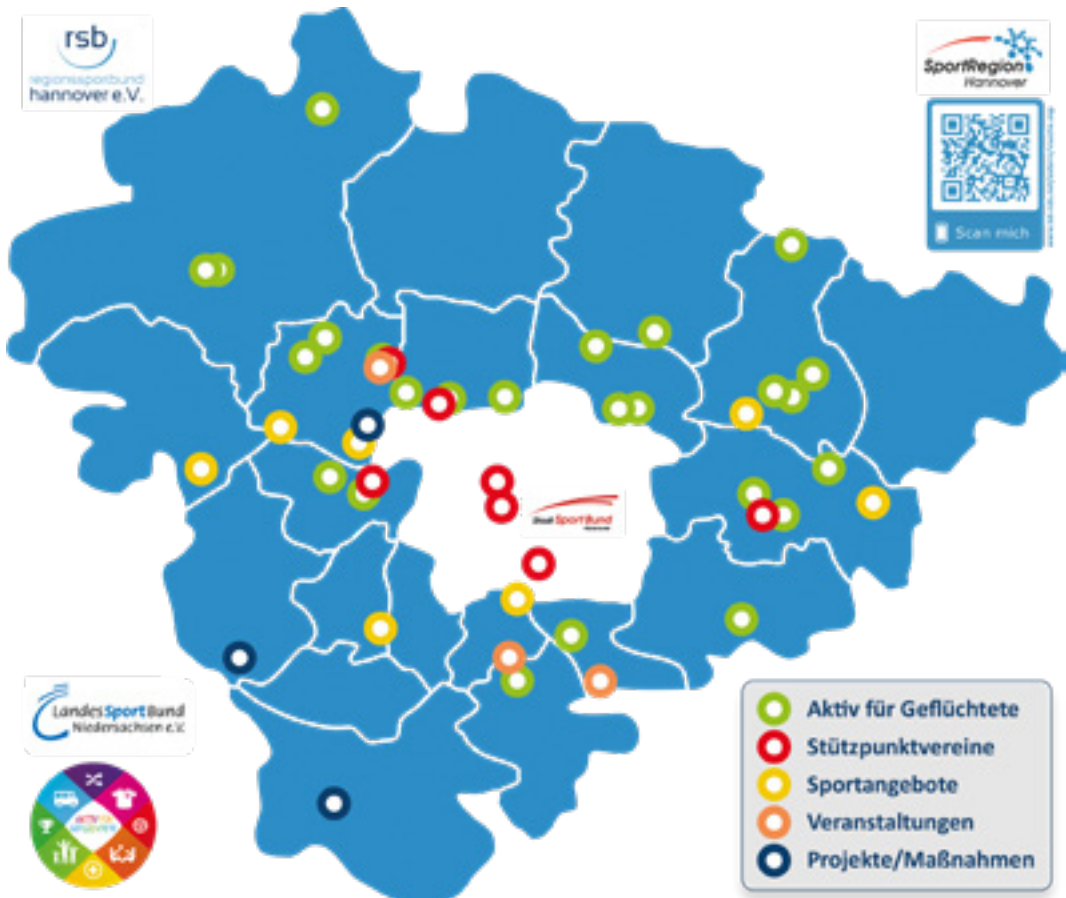 rsb
regionssportbund
hannover e.V.
SportRegion
Hannover
Scan mich
Stadt SportBund
Hannover
LandesSportBund
Niedersachsen e.V.
Aktiv für Geflüchtete
Stützpunktvereine
Sportangebote
Veranstaltungen
Projekte/Maßnahmen